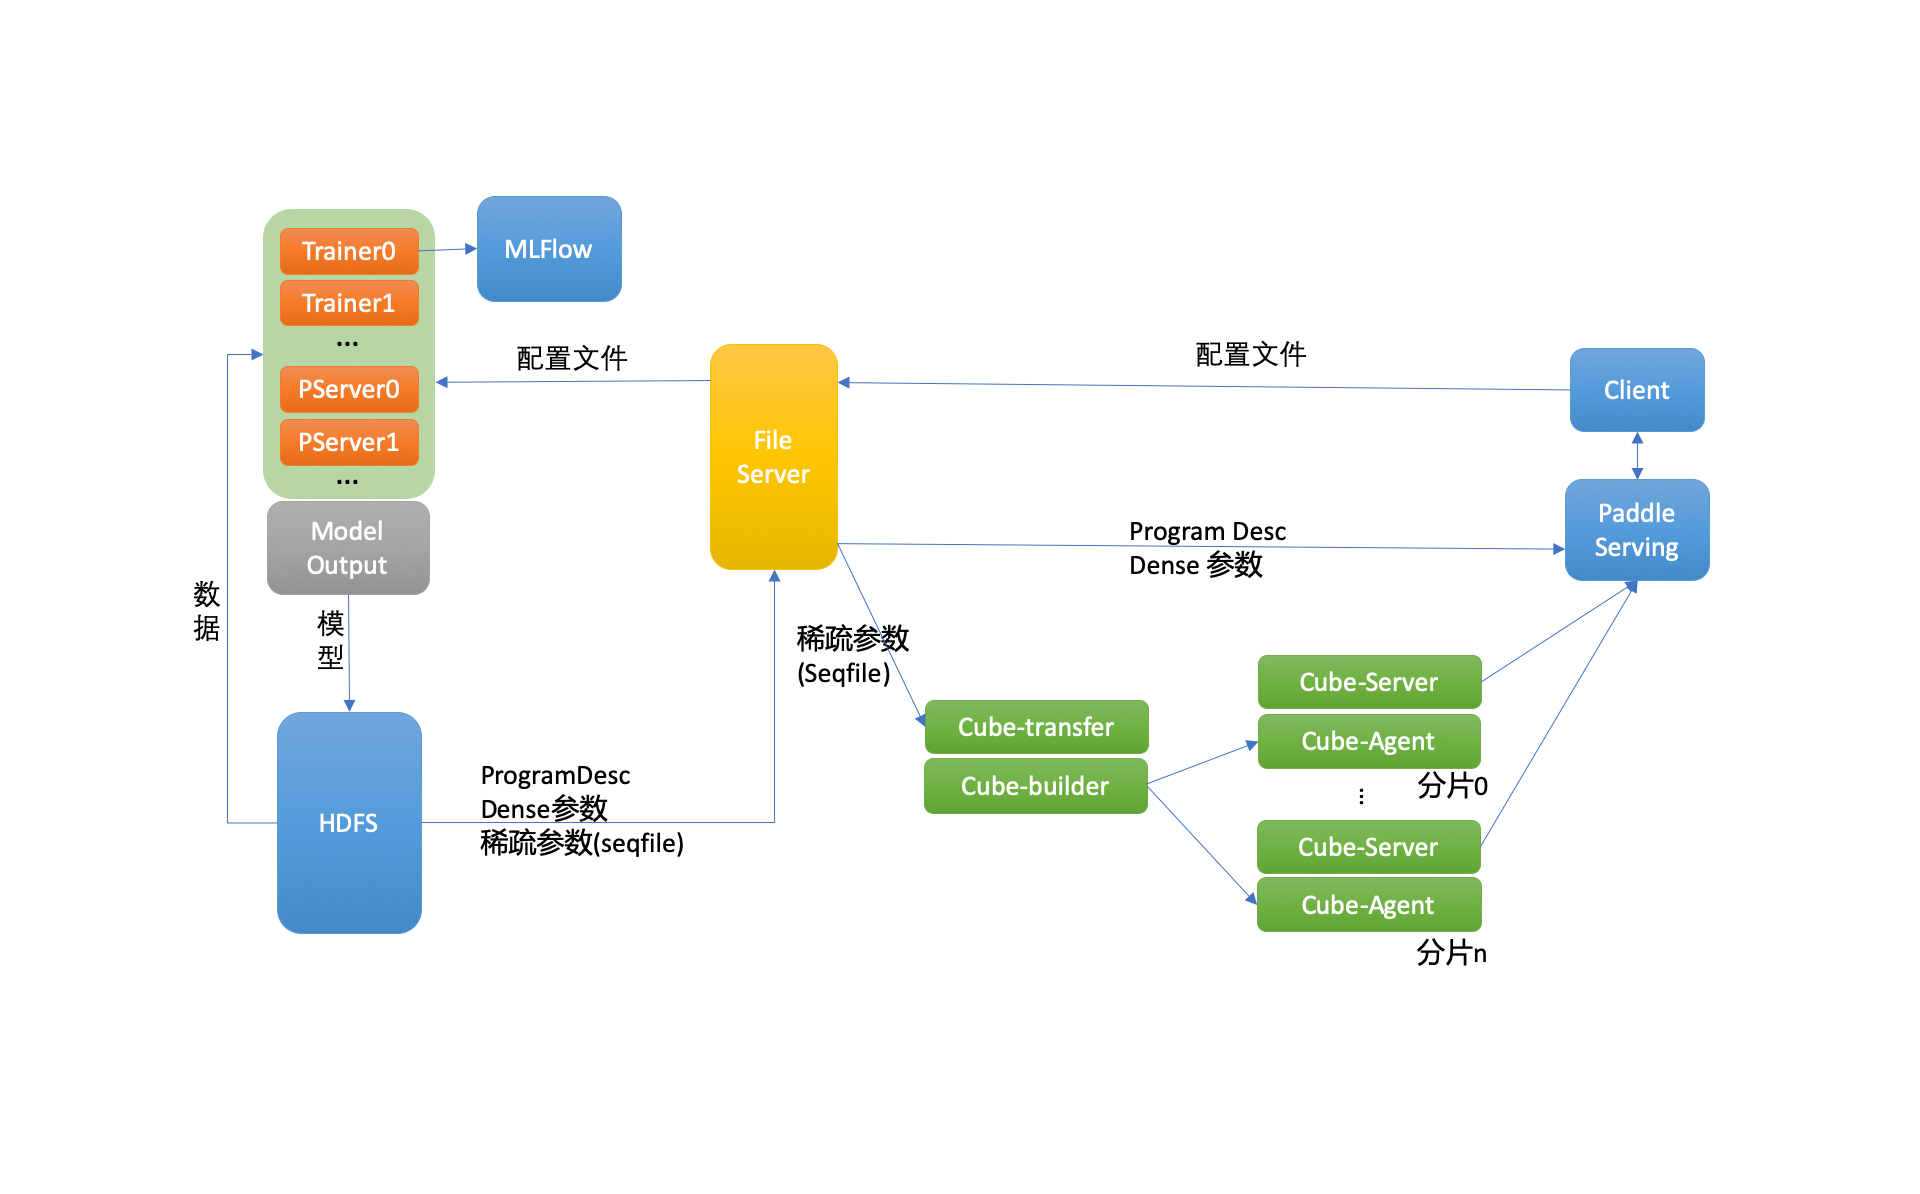 Trainer0
Trainer1
...
PServer0
PServer1
...
Model
Output
MLFlow
配置文件
File
Server
配置文件
Client
Paddle
Serving
Program Desc
Dense 参数
数
据
模
型
HDFS
ProgramDesc
Dense参数
稀疏参数(seqfile)
稀疏参数
(Seqfile)
Cube-transfer
Cube-builder
Cube-Server
Cube-Agent
分片0
...
Cube-Server
Cube-Agent
分片n